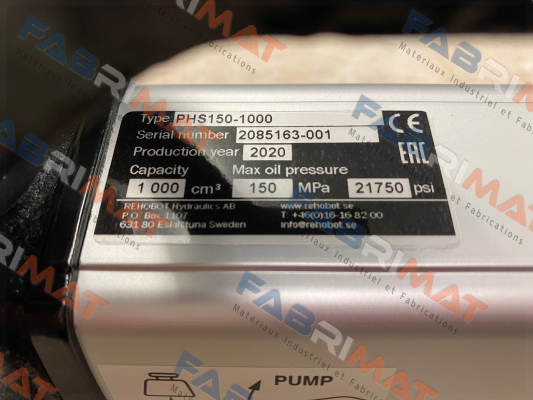 Type PHS150-1000
Serial number 2085163-001
Production year 2020
Capacity Max oil pressure
1 000 cm³ 150 MPa 21750 psi
REHOBOT Hydraulics AB www.rehobot.se
P.O. Box 1107 T: +46(0)16-16 82 00
631 80 Eskilstuna Sweden info@rehobot.se
CE
EAC
PUMP
FABRIMAT
Materiaux Industriel et Fabrications